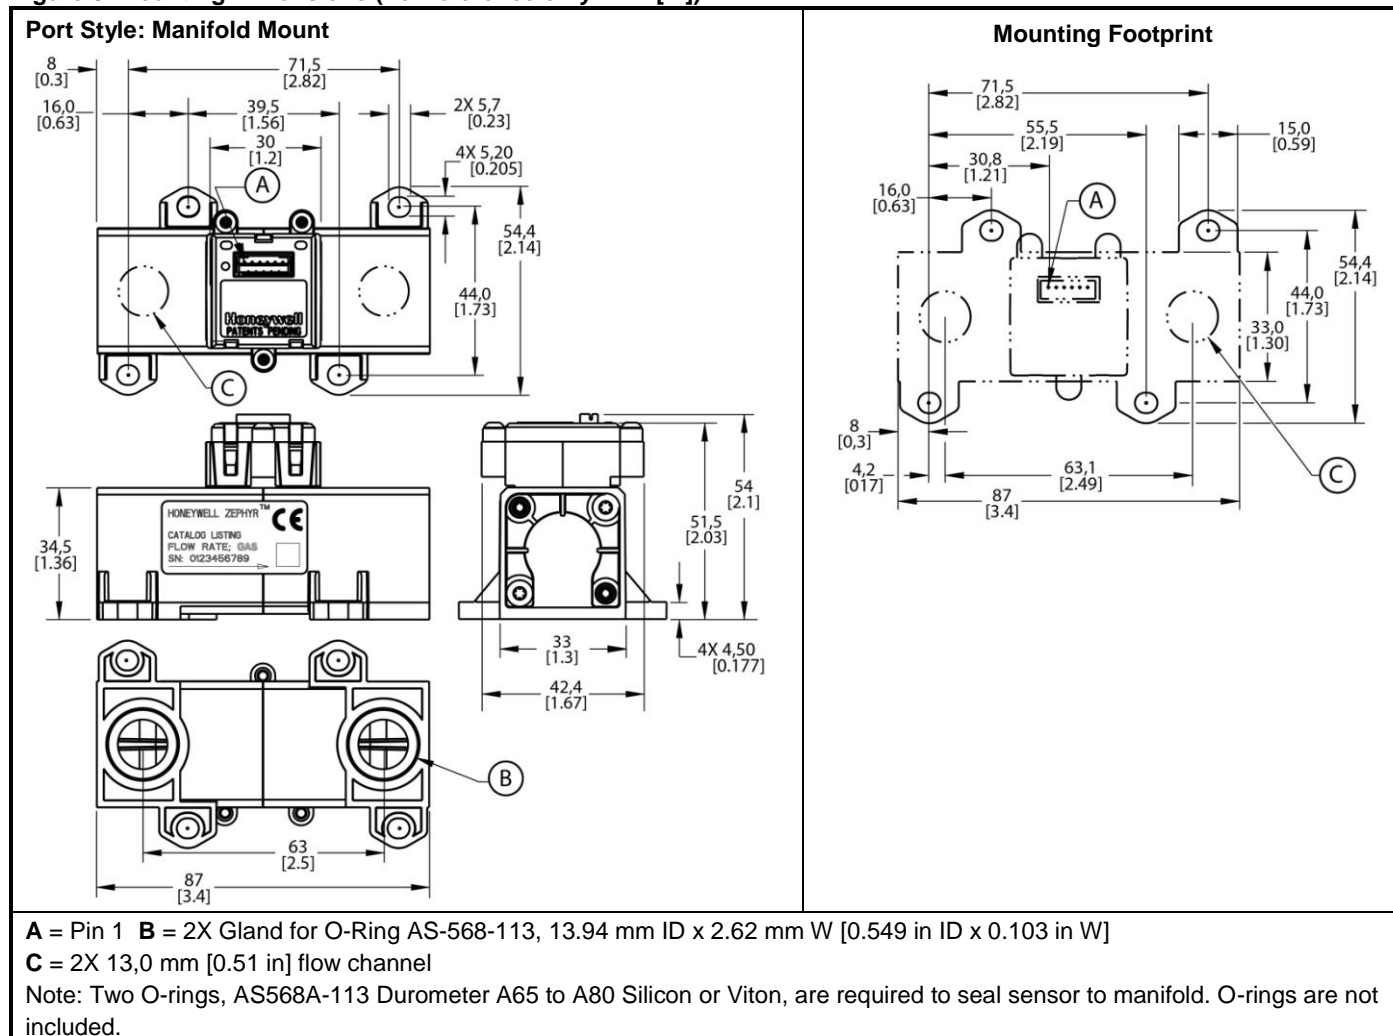 Port Style: Manifold Mount
8
[0.3]
71,5
[2.82]
16,0
[0.63]
39,5
[1.56]
2X 5,7
[0.23]
30
[1.2]
4X 5,20
[0.205]
A
54,4
[2.14]
44,0
[1.73]
Honeywell
PATENTS PENDING
C
HONEYWELL ZEPHYR™
CE
CATALOG LISTING
FLOW RATE; GAS
SN: 0123456789
34,5
[1.36]
54
[2.1]
51,5
[2.03]
33
[1.3]
4X 4,50
[0.177]
42,4
[1.67]
B
63
[2.5]
87
[3.4]
Mounting Footprint
71,5
[2.82]
55,5
[2.19]
15,0
[0.59]
30,8
[1.21]
16,0
[0.63]
A
54,4
[2.14]
44,0
[1.73]
33,0
[1.30]
8
[0,3]
4,2
[017]
63,1
[2.49]
C
87
[3.4]
A = Pin 1 B = 2X Gland for O-Ring AS-568-113, 13.94 mm ID x 2.62 mm W [0.549 in ID x 0.103 in W]
C = 2X 13,0 mm [0.51 in] flow channel
Note: Two O-rings, AS568A-113 Durometer A65 to A80 Silicon or Viton, are required to seal sensor to manifold. O-rings are not
included.